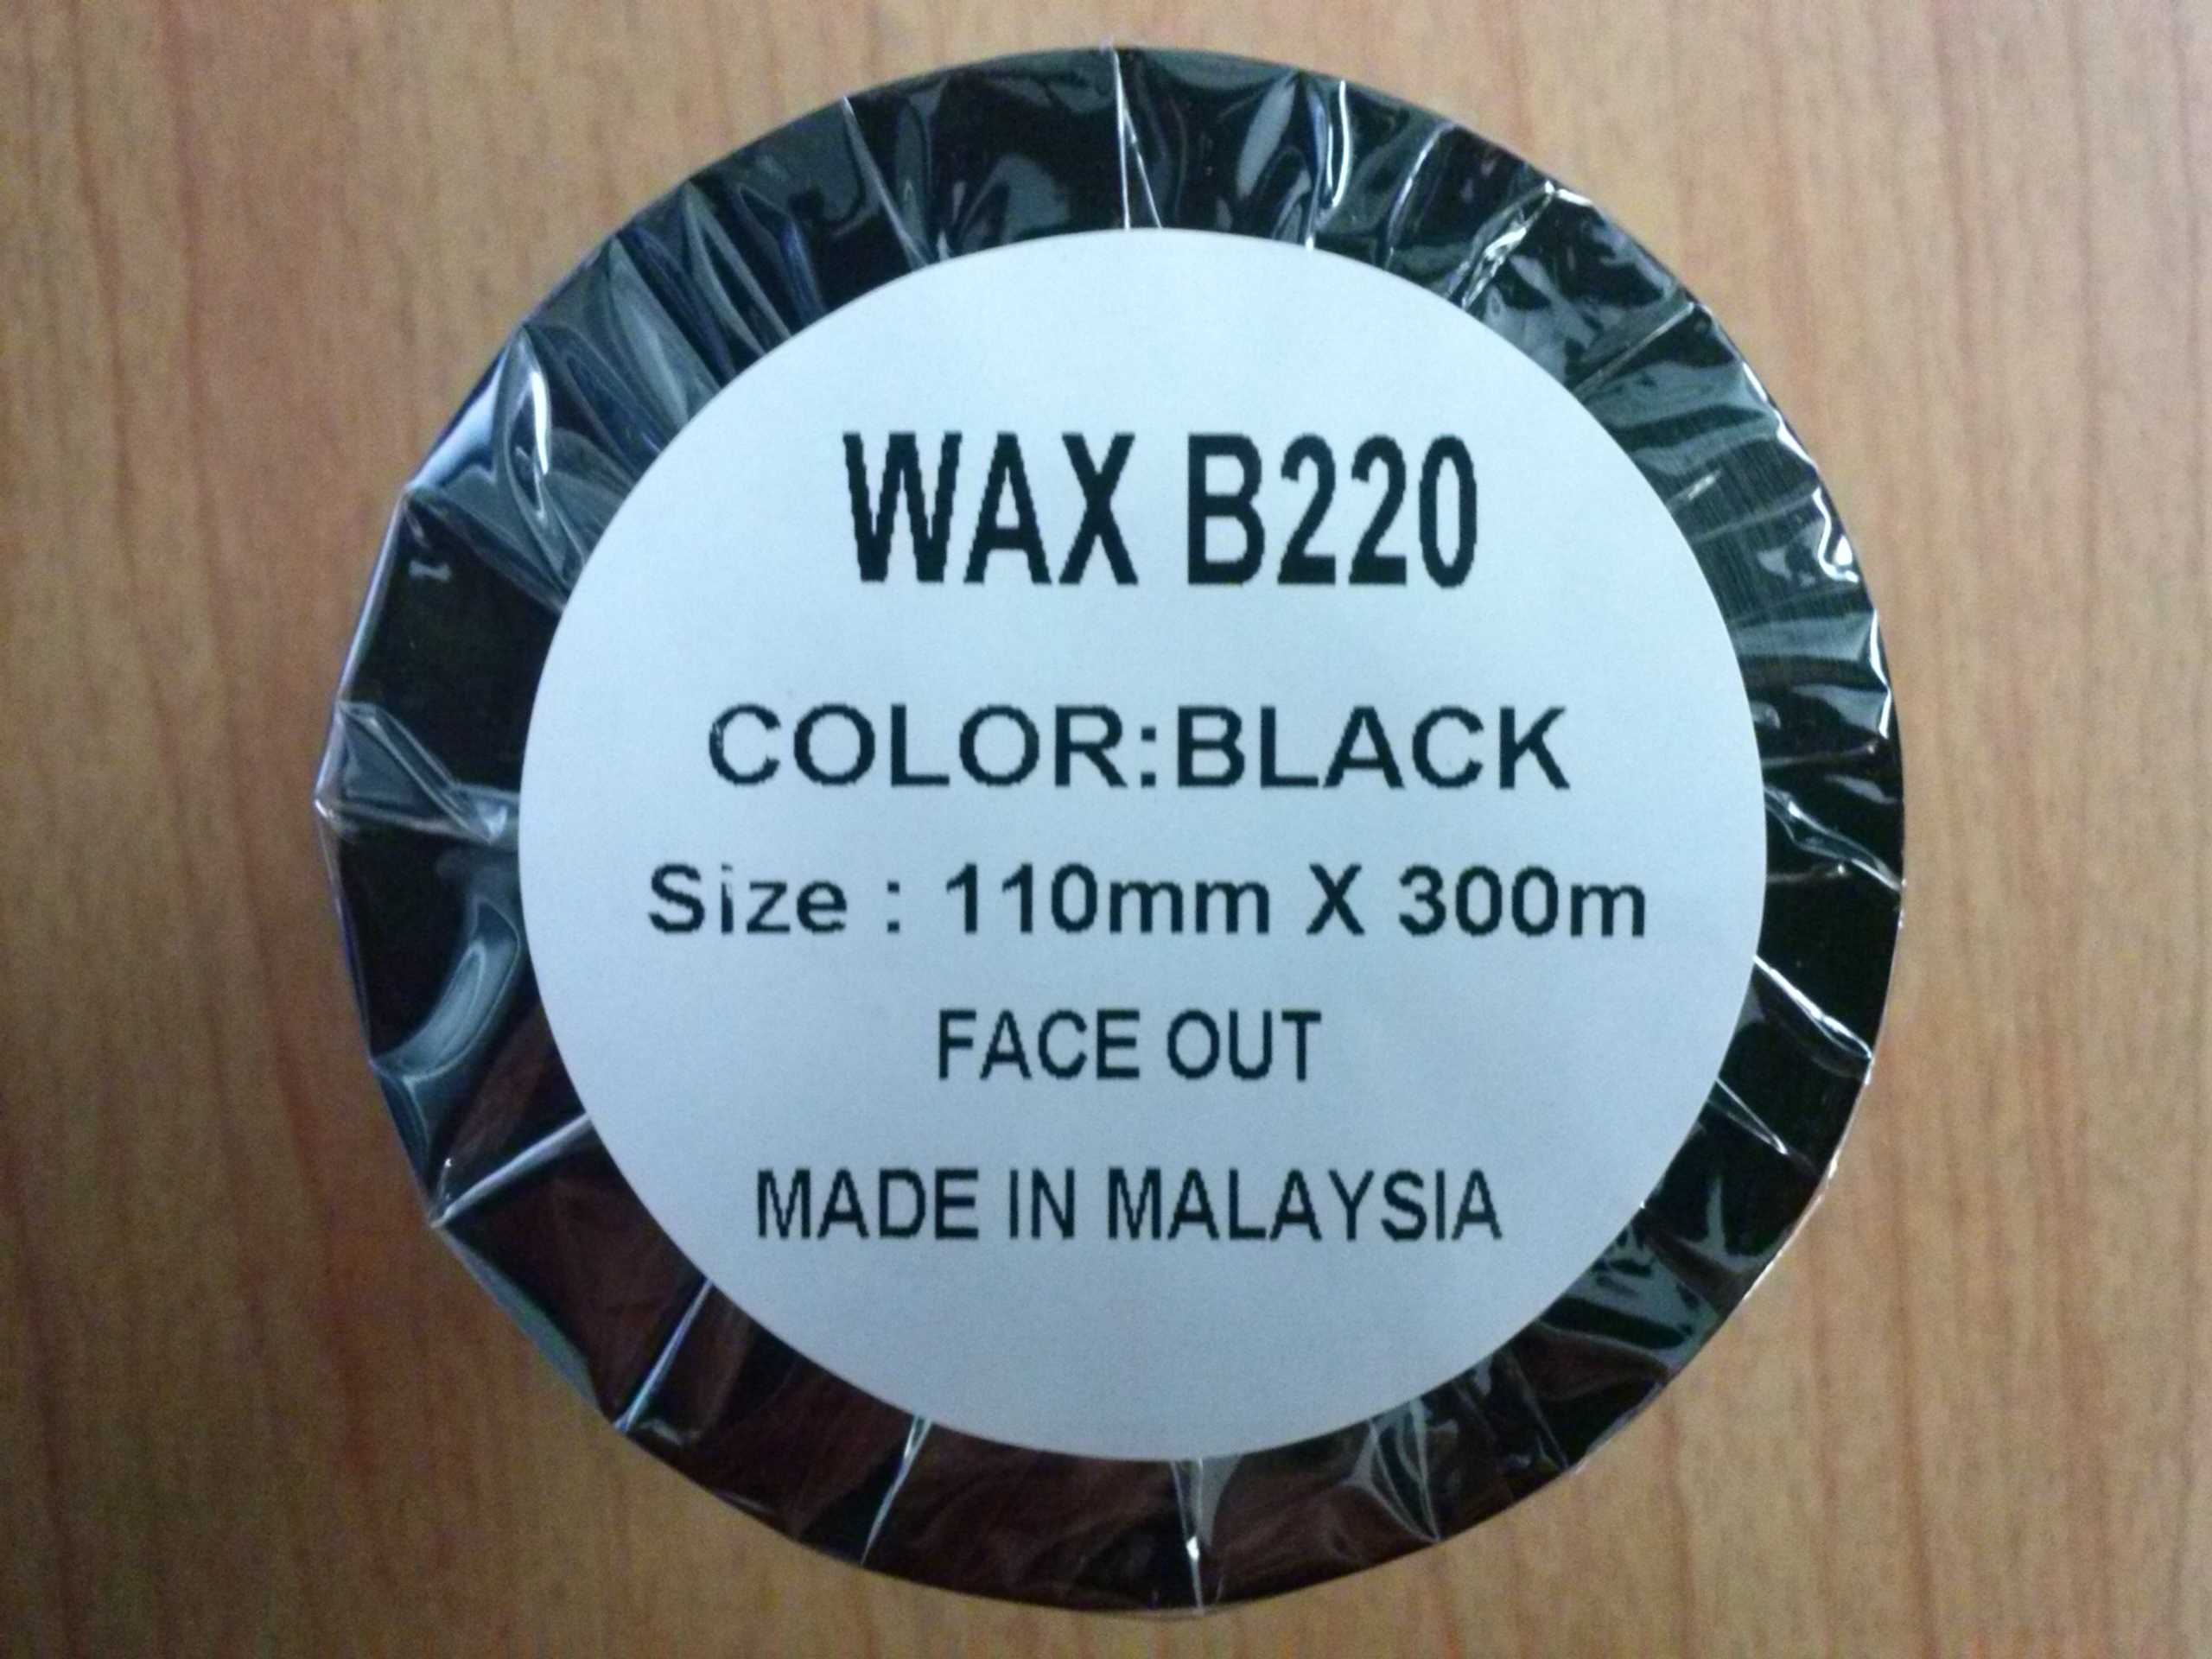 WAX B220
COLOR:BLACK
Size : 110mm X 300m
FACE OUT
MADE IN MALAYSIA